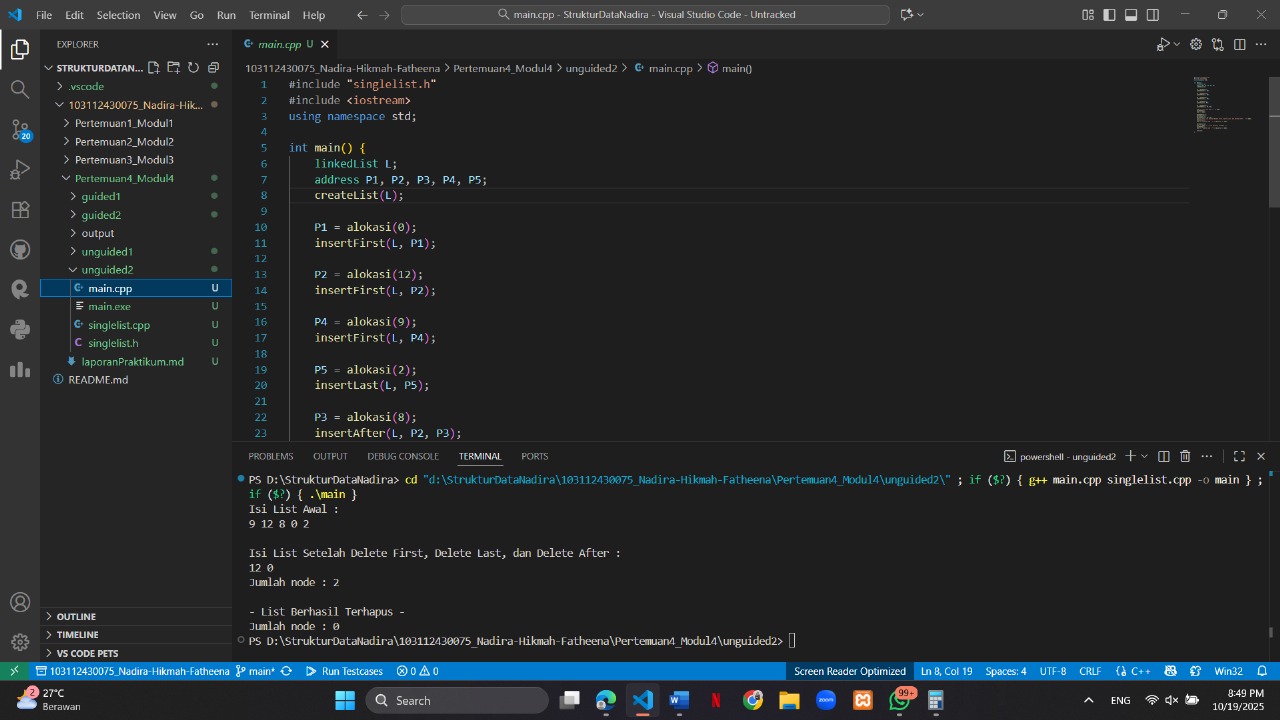 File Edit Selection View Go Run Terminal Help
main.cpp - StrukturDataNadira - Visual Studio Code - Untracked
EXPLORER
STRUKTURDATAN...
.vscode
103112430075_Nadira-Hik...
Pertemuan1_Modul1
Pertemuan2_Modul2
Pertemuan3_Modul3
Pertemuan4_Modul4
guided1
guided2
output
unguided1
unguided2
main.cpp U
main.exe U
singlelist.cpp U
singlelist.h U
laporanPraktikum.md U
README.md
OUTLINE
TIMELINE
VS CODE PETS
20
main.cpp U
103112430075_Nadira-Hikmah-Fatheena > Pertemuan4_Modul4 > unguided2 > main.cpp > main()
1 #include "singlelist.h"
2 #include <iostream>
3 using namespace std;
4
5 int main() {
6 linkedList L;
7 address P1, P2, P3, P4, P5;
8 createList(L);
9
10 P1 = alokasi(0);
11 insertFirst(L, P1);
12
13 P2 = alokasi(12);
14 insertFirst(L, P2);
15
16 P4 = alokasi(9);
17 insertFirst(L, P4);
18
19 P5 = alokasi(2);
20 insertLast(L, P5);
21
22 P3 = alokasi(8);
23 insertAfter(L, P2, P3);
PROBLEMS OUTPUT DEBUG CONSOLE TERMINAL PORTS
powershell - unguided2
PS D:\StrukturDataNadira> cd "d:\StrukturDataNadira\103112430075_Nadira-Hikmah-Fatheena\Pertemuan4_Modul4\unguided2\" ; if ($?) { g++ main.cpp singlelist.cpp -o main } ;
if ($?) { .\main }
Isi List Awal :
9 12 8 0 2
Isi List Setelah Delete First, Delete Last, dan Delete After :
12 0
Jumlah node : 2
- List Berhasil Terhapus -
Jumlah node : 0
PS D:\StrukturDataNadira\103112430075_Nadira-Hikmah-Fatheena\Pertemuan4_Modul4\unguided2>
103112430075_Nadira-Hikmah-Fatheena main* Run Testcases 0 0 Screen Reader Optimized Ln 8, Col 19 Spaces: 4 UTF-8 CRLF {} C++ Win32
2
27°C
Berawan
Search
zoom
99+
ENG
8:49 PM
10/19/2025